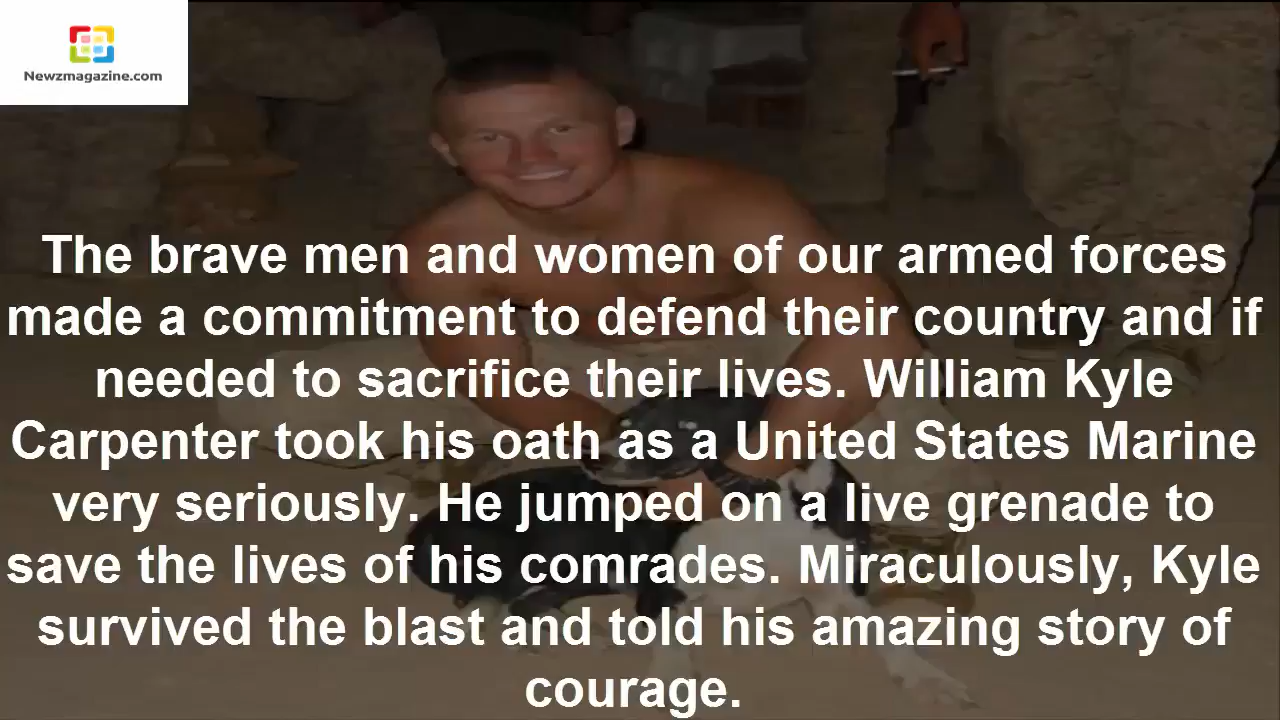 Newzmagazine.com
The brave men and women of our armed forces
made a commitment to defend their country and if
needed to sacrifice their lives. William Kyle
Carpenter took his oath as a United States Marine
very seriously. He jumped on a live grenade to
save the lives of his comrades. Miraculously, Kyle
survived the blast and told his amazing story of
courage.